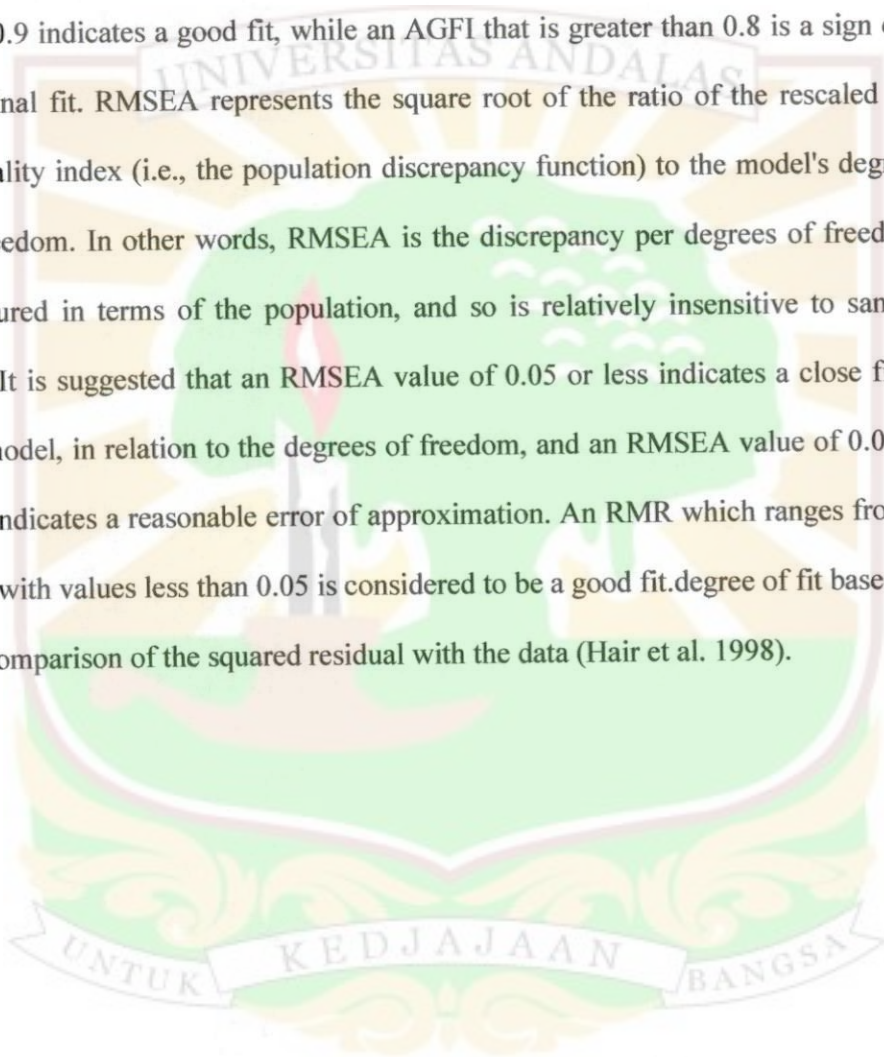 0.9 indicates a good fit, while an AGFI that is greater than 0.8 is a sign
UNIVERSITAS ANDALAS
nal fit. RMSEA represents the square root of the ratio of the rescaled
lity index (i.e., the population discrepancy function) to the model's deg
edom. In other words, RMSEA is the discrepancy per degrees of freed
ured in terms of the population, and so is relatively insensitive to san
It is suggested that an RMSEA value of 0.05 or less indicates a close f
odel, in relation to the degrees of freedom, and an RMSEA value of 0.0
ndicates a reasonable error of approximation. An RMR which ranges fro
with values less than 0.05 is considered to be a good fit.degree of fit base
omparison of the squared residual with the data (Hair et al. 1998).
UNTUK KEDJAJAAN BANGSA